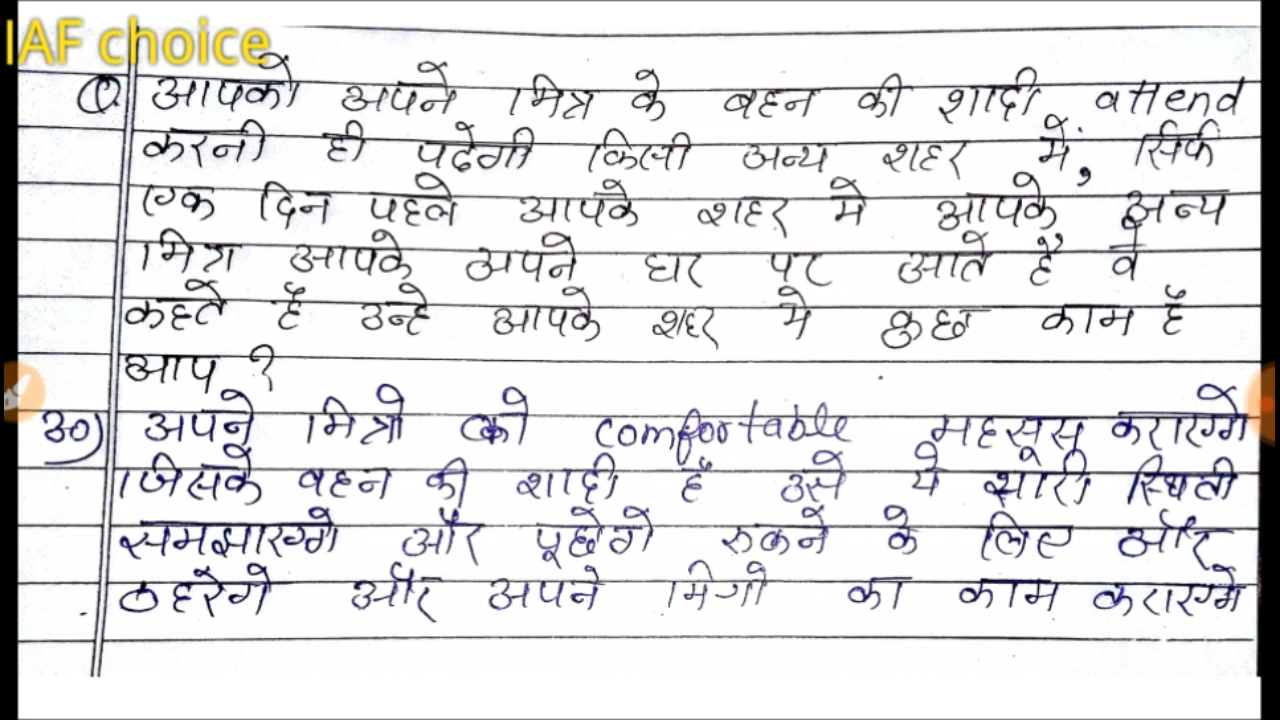 IAF choice
Q. आपको अपने मित्र के बहन की शादी attend
करनी ही पढेगी किसी अन्य शहर में, सिर्फ
एक दिन पहले आपके शहर मे आपके अन्य
मित्र आपके अपने घर पर आते है वे
कहते है उन्हे आपके शहर मे कुछ काम है
आप ?
उ०) अपने मित्रो को comfortable महसूस कराएगे
जिसके बहन की शादी है उसे ये सारी स्थिती
समझाएगे और पूछेगे रुकने के लिए और
ठहरेगे और अपने मित्रो का काम कराएगे